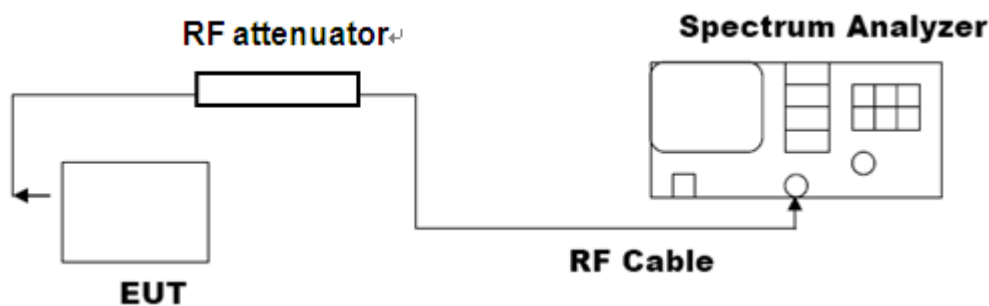 RF attenuator↵
Spectrum Analyzer
RF Cable
EUT